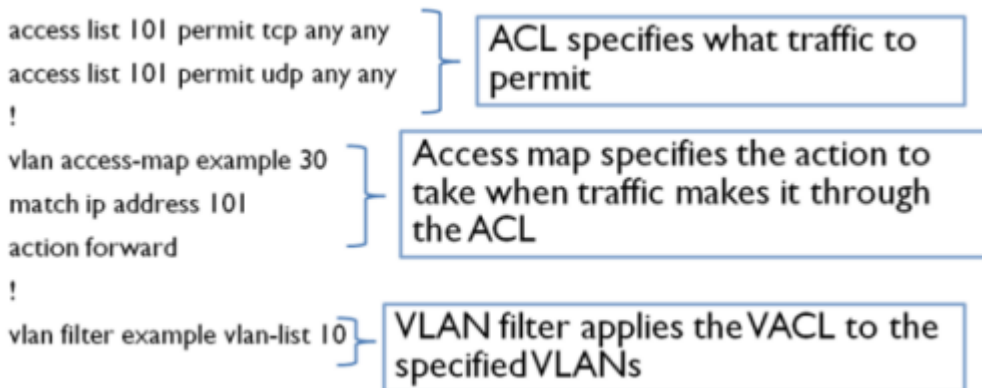 access list 101 permit tcp any any
access list 101 permit udp any any
!
vlan access-map example 30
match ip address 101
action forward
!
vlan filter example vlan-list 10
ACL specifies what traffic to
permit
Access map specifies the action to
take when traffic makes it through
the ACL
VLAN filter applies the VACL to the
specified VLANs